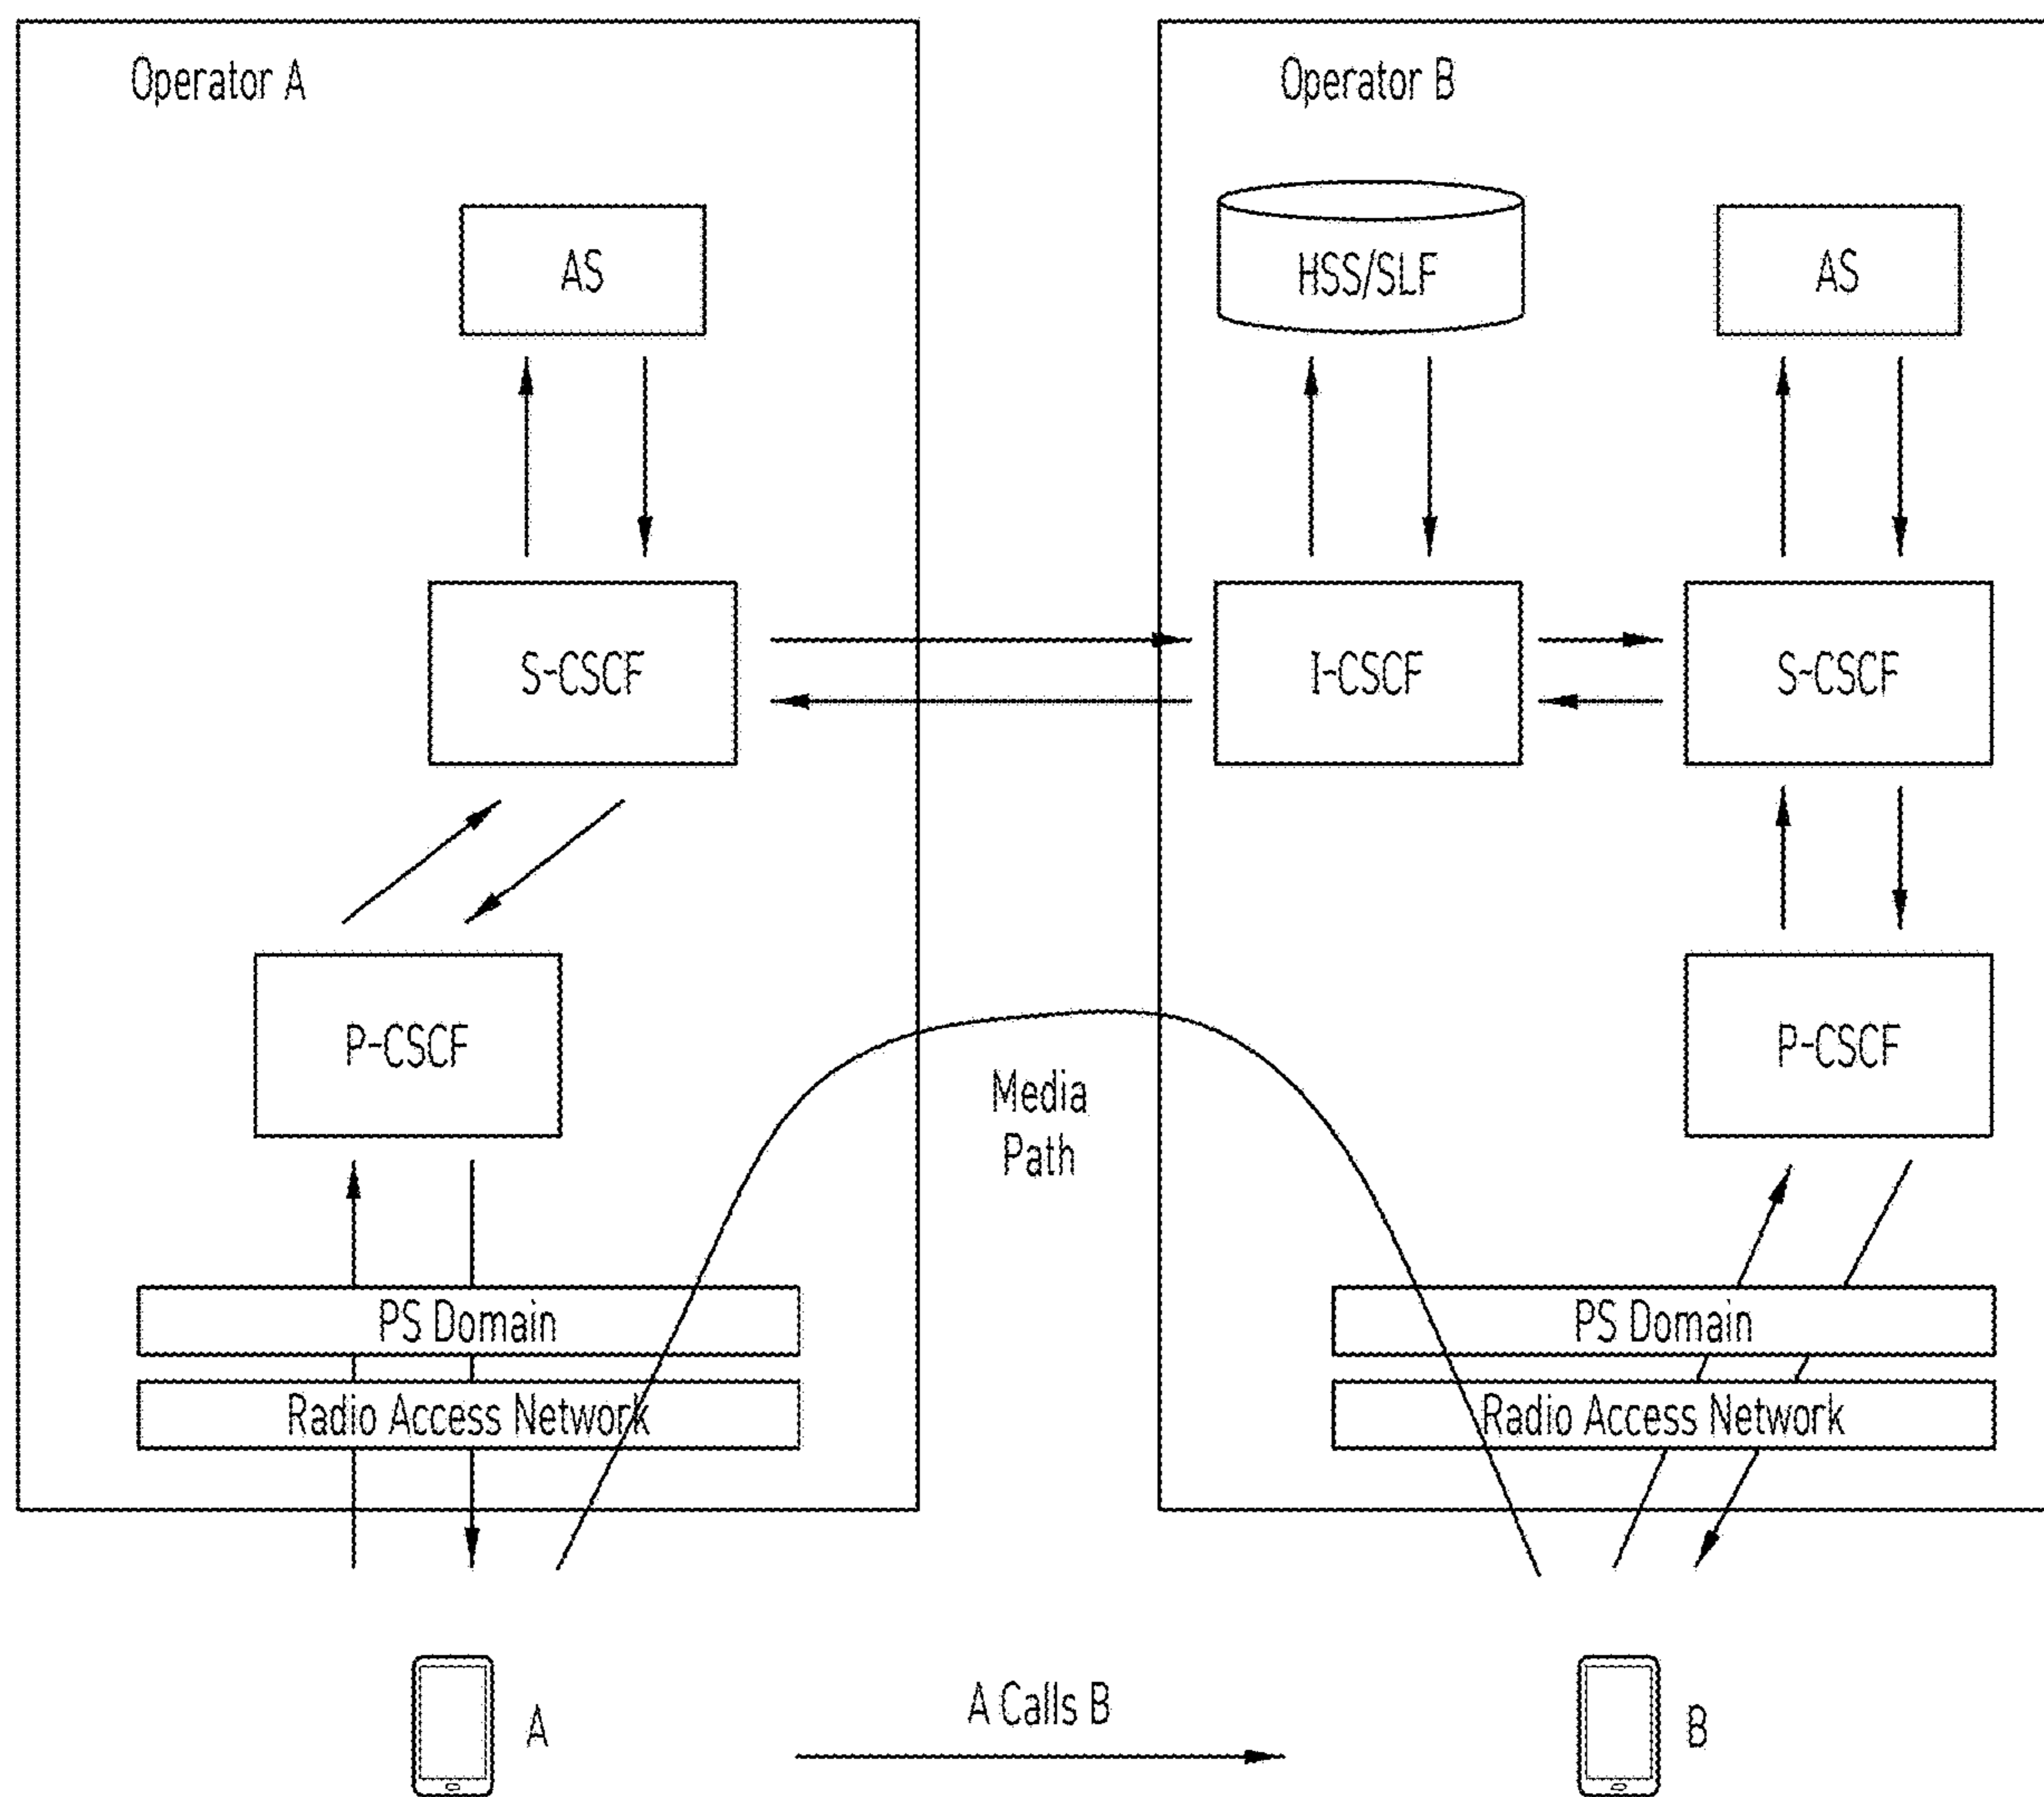 Operator A
Operator B
AS
HSS/SLF
AS
S-CSCF
I-CSCF
S-CSCF
P-CSCF
Media
Path
P-CSCF
PS Domain
PS Domain
Radio Access Network
Radio Access Network
A
A Calls B
B